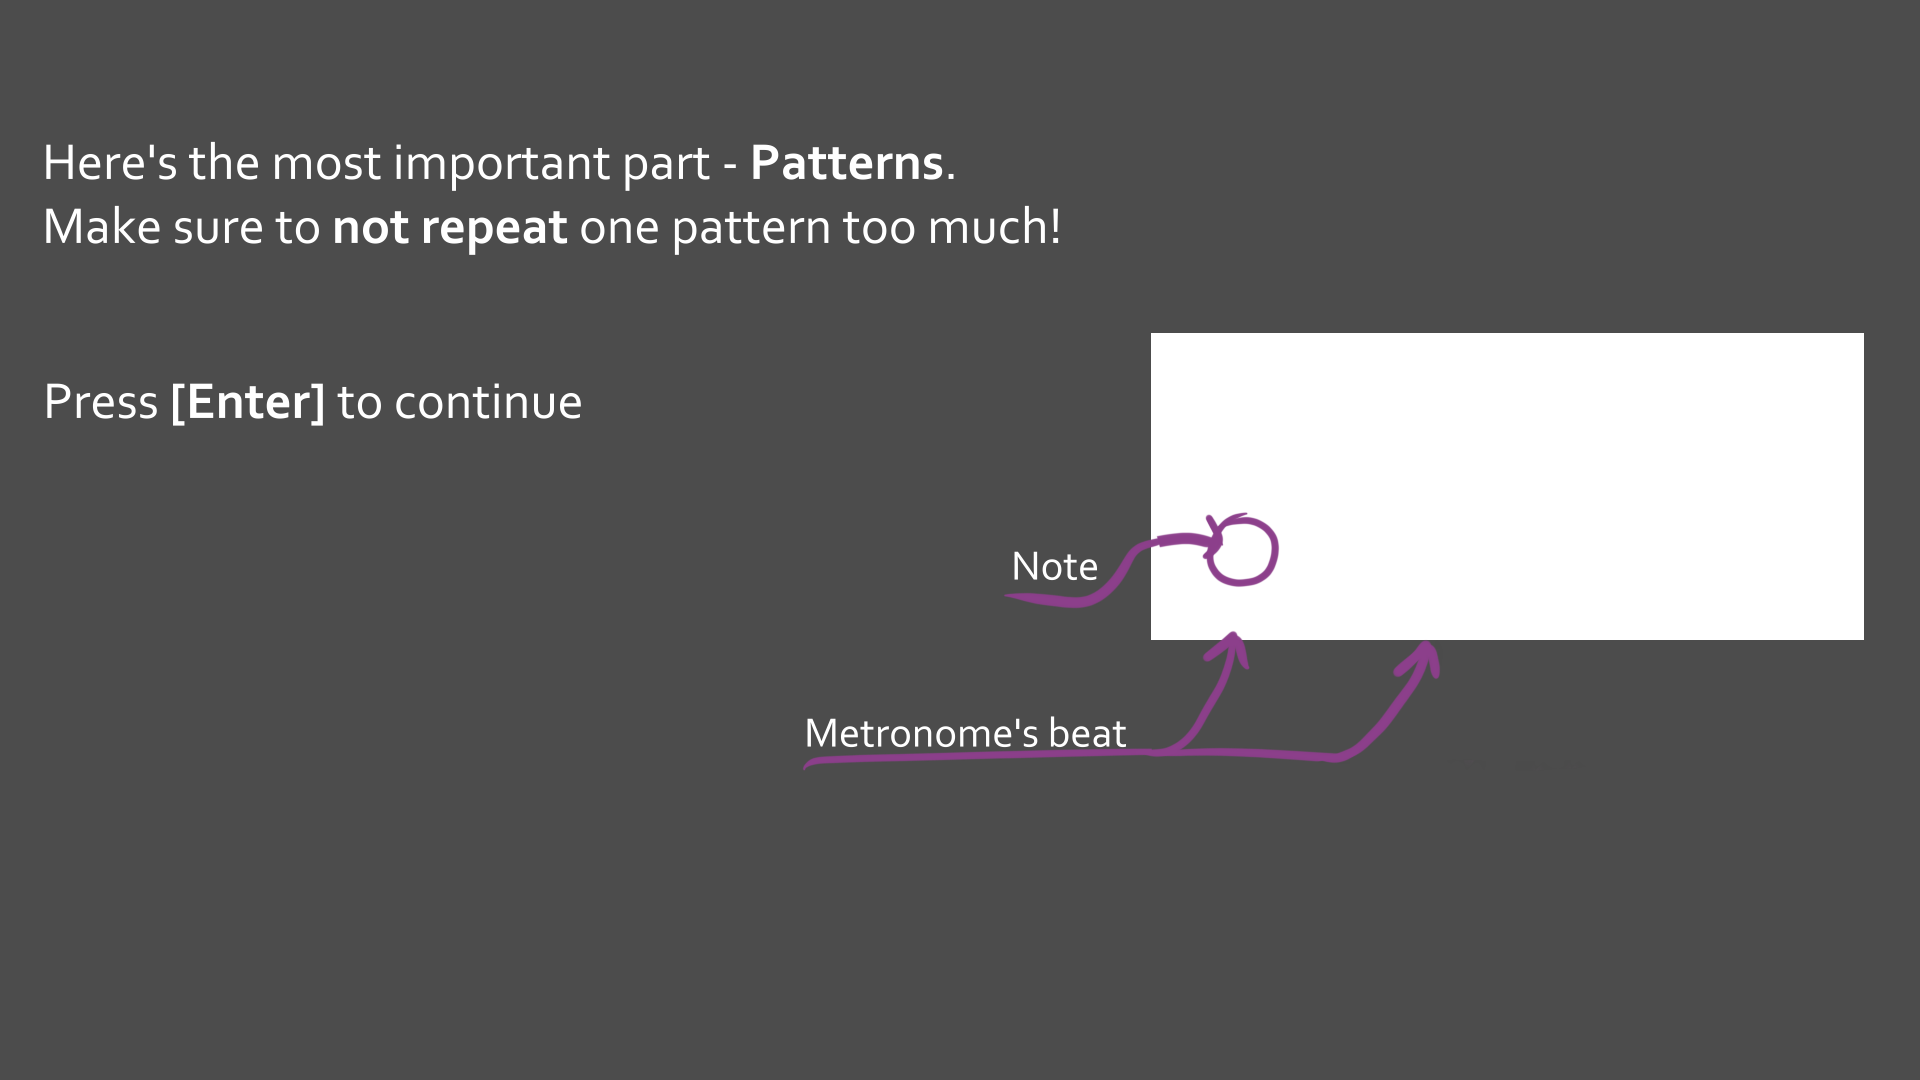 Here's the most important part - Patterns.
Make sure to not repeat one pattern too much!
Press [Enter] to continue
Note
Metronome's beat